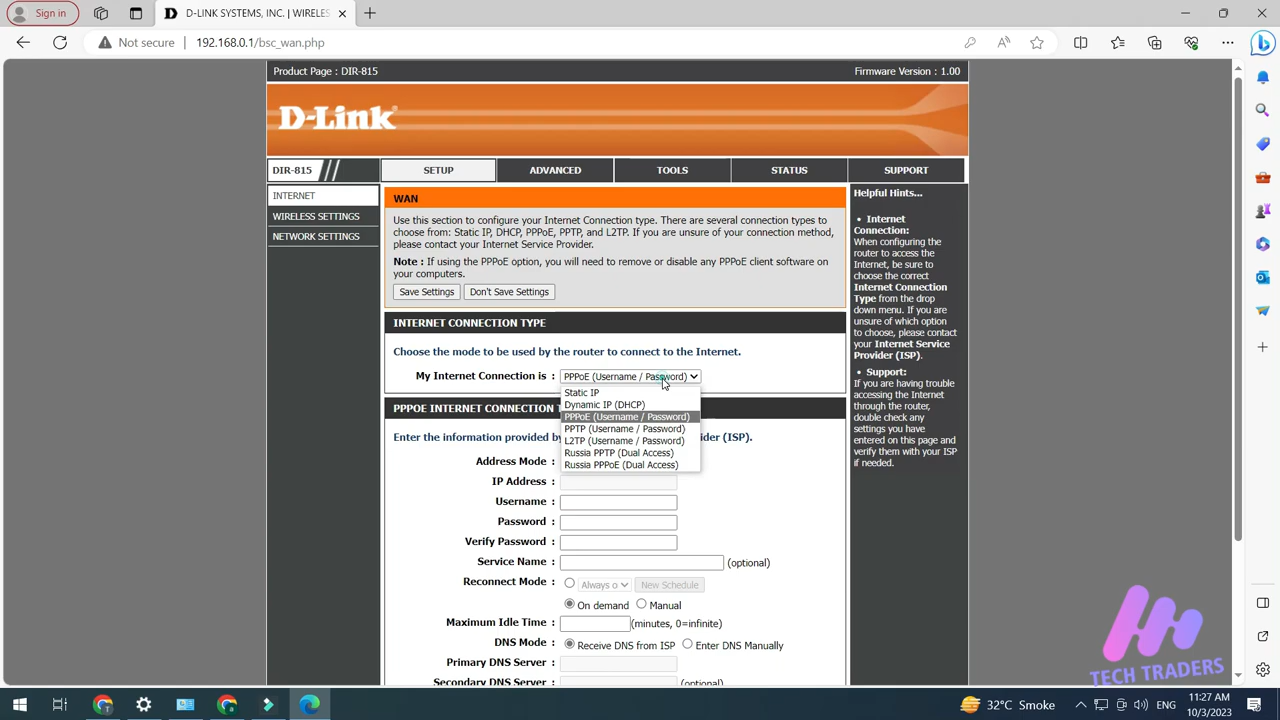 Sign in
D-LINK SYSTEMS, INC. | WIRELES
Not secure
192.168.0.1/bsc_wan.php
Product Page : DIR-815
Firmware Version : 1.00
D-Link
DIR-815
SETUP
ADVANCED
TOOLS
STATUS
SUPPORT
INTERNET
WIRELESS SETTINGS
NETWORK SETTINGS
WAN
Use this section to configure your Internet Connection type. There are several connection types to
choose from: Static IP, DHCP, PPPoE, PPTP, and L2TP. If you are unsure of your connection method,
please contact your Internet Service Provider.
Note : If using the PPPoE option, you will need to remove or disable any PPPoE client software on
your computers.
Save Settings
Don't Save Settings
INTERNET CONNECTION TYPE
Choose the mode to be used by the router to connect to the Internet.
My Internet Connection is :
PPPoE (Username / Password)
Static IP
Dynamic IP (DHCP)
PPPoE (Username / Password)
PPTP (Username / Password)
L2TP (Username / Password)
Russia PPTP (Dual Access)
Russia PPPoE (Dual Access)
PPPOE INTERNET CONNECTION T
Enter the information provided b
der (ISP).
Address Mode :
IP Address :
Username :
Password :
Verify Password :
Service Name :
(optional)
Reconnect Mode :
Always o
New Schedule
On demand
Manual
Maximum Idle Time :
(minutes, 0=infinite)
DNS Mode :
Receive DNS from ISP
Enter DNS Manually
Primary DNS Server :
Secondary DNS Server :
(optional)
Helpful Hints...
• Internet
Connection:
When configuring the
router to access the
Internet, be sure to
choose the correct
Internet Connection
Type from the drop
down menu. If you are
unsure of which option
to choose, please contact
your Internet Service
Provider (ISP).
• Support:
If you are having trouble
accessing the Internet
through the router,
double check any
settings you have
entered on this page and
verify them with your ISP
if needed.
TECH TRADERS
32°C Smoke
ENG
11:27 AM
10/3/2023